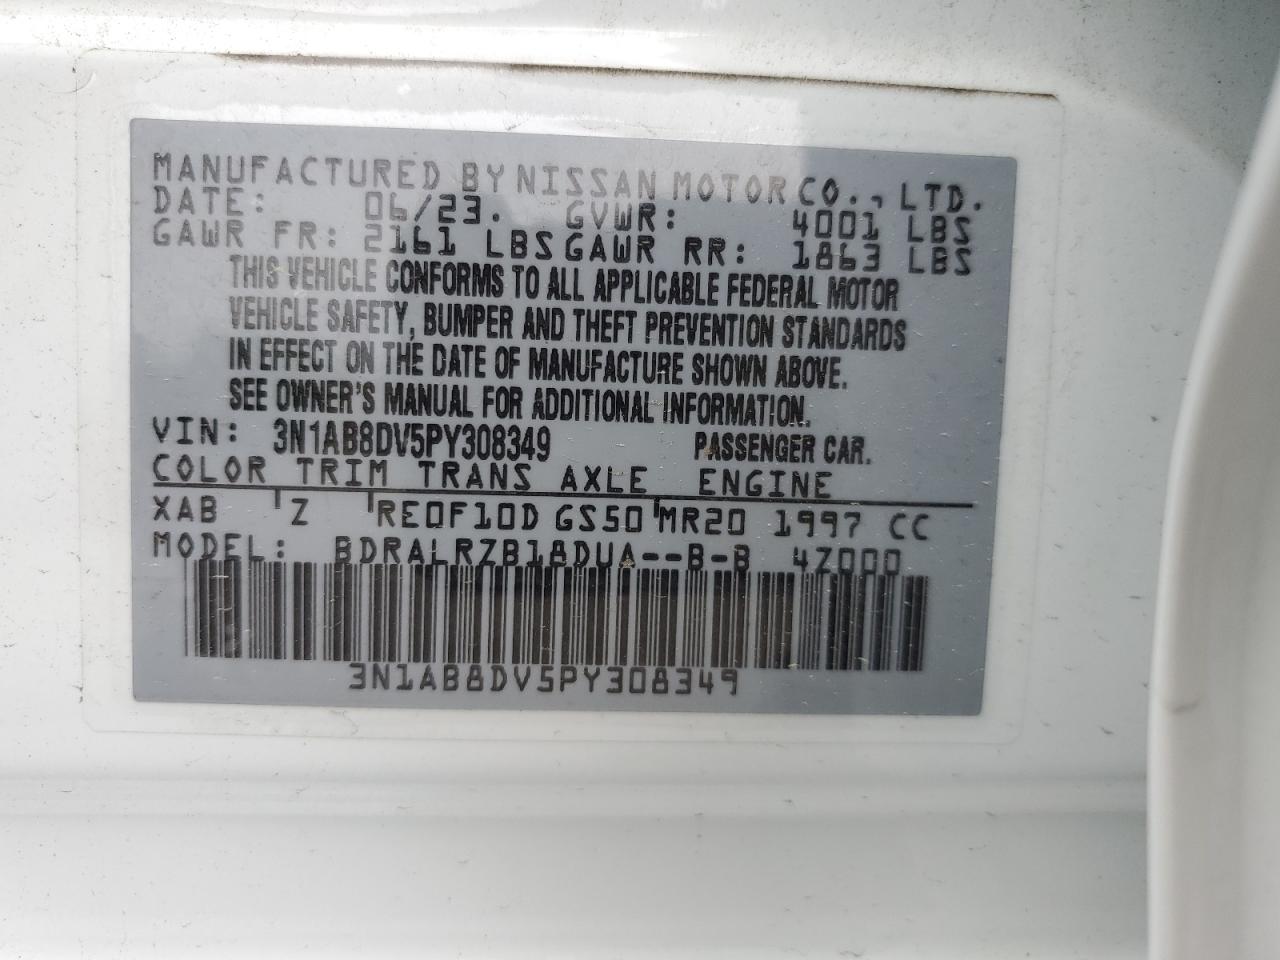 MANUFACTURED BY NISSAN MOTOR CO., LTD.
DATE: 06/23. GVWR: 4001 LBS
GAWR FR: 2161 LBS GAWR RR: 1863 LBS
THIS VEHICLE CONFORMS TO ALL APPLICABLE FEDERAL MOTOR
VEHICLE SAFETY, BUMPER AND THEFT PREVENTION STANDARDS
IN EFFECT ON THE DATE OF MANUFACTURE SHOWN ABOVE.
SEE OWNER'S MANUAL FOR ADDITIONAL INFORMATION.
VIN: 3N1AB8DV5PY308349 PASSENGER CAR.
COLOR TRIM TRANS AXLE ENGINE
XAB Z RE0F10D GS50 MR20 1997 CC
MODEL: BDRALRZB18DUA--B-B 4Z000
3N1AB8DV5PY308349